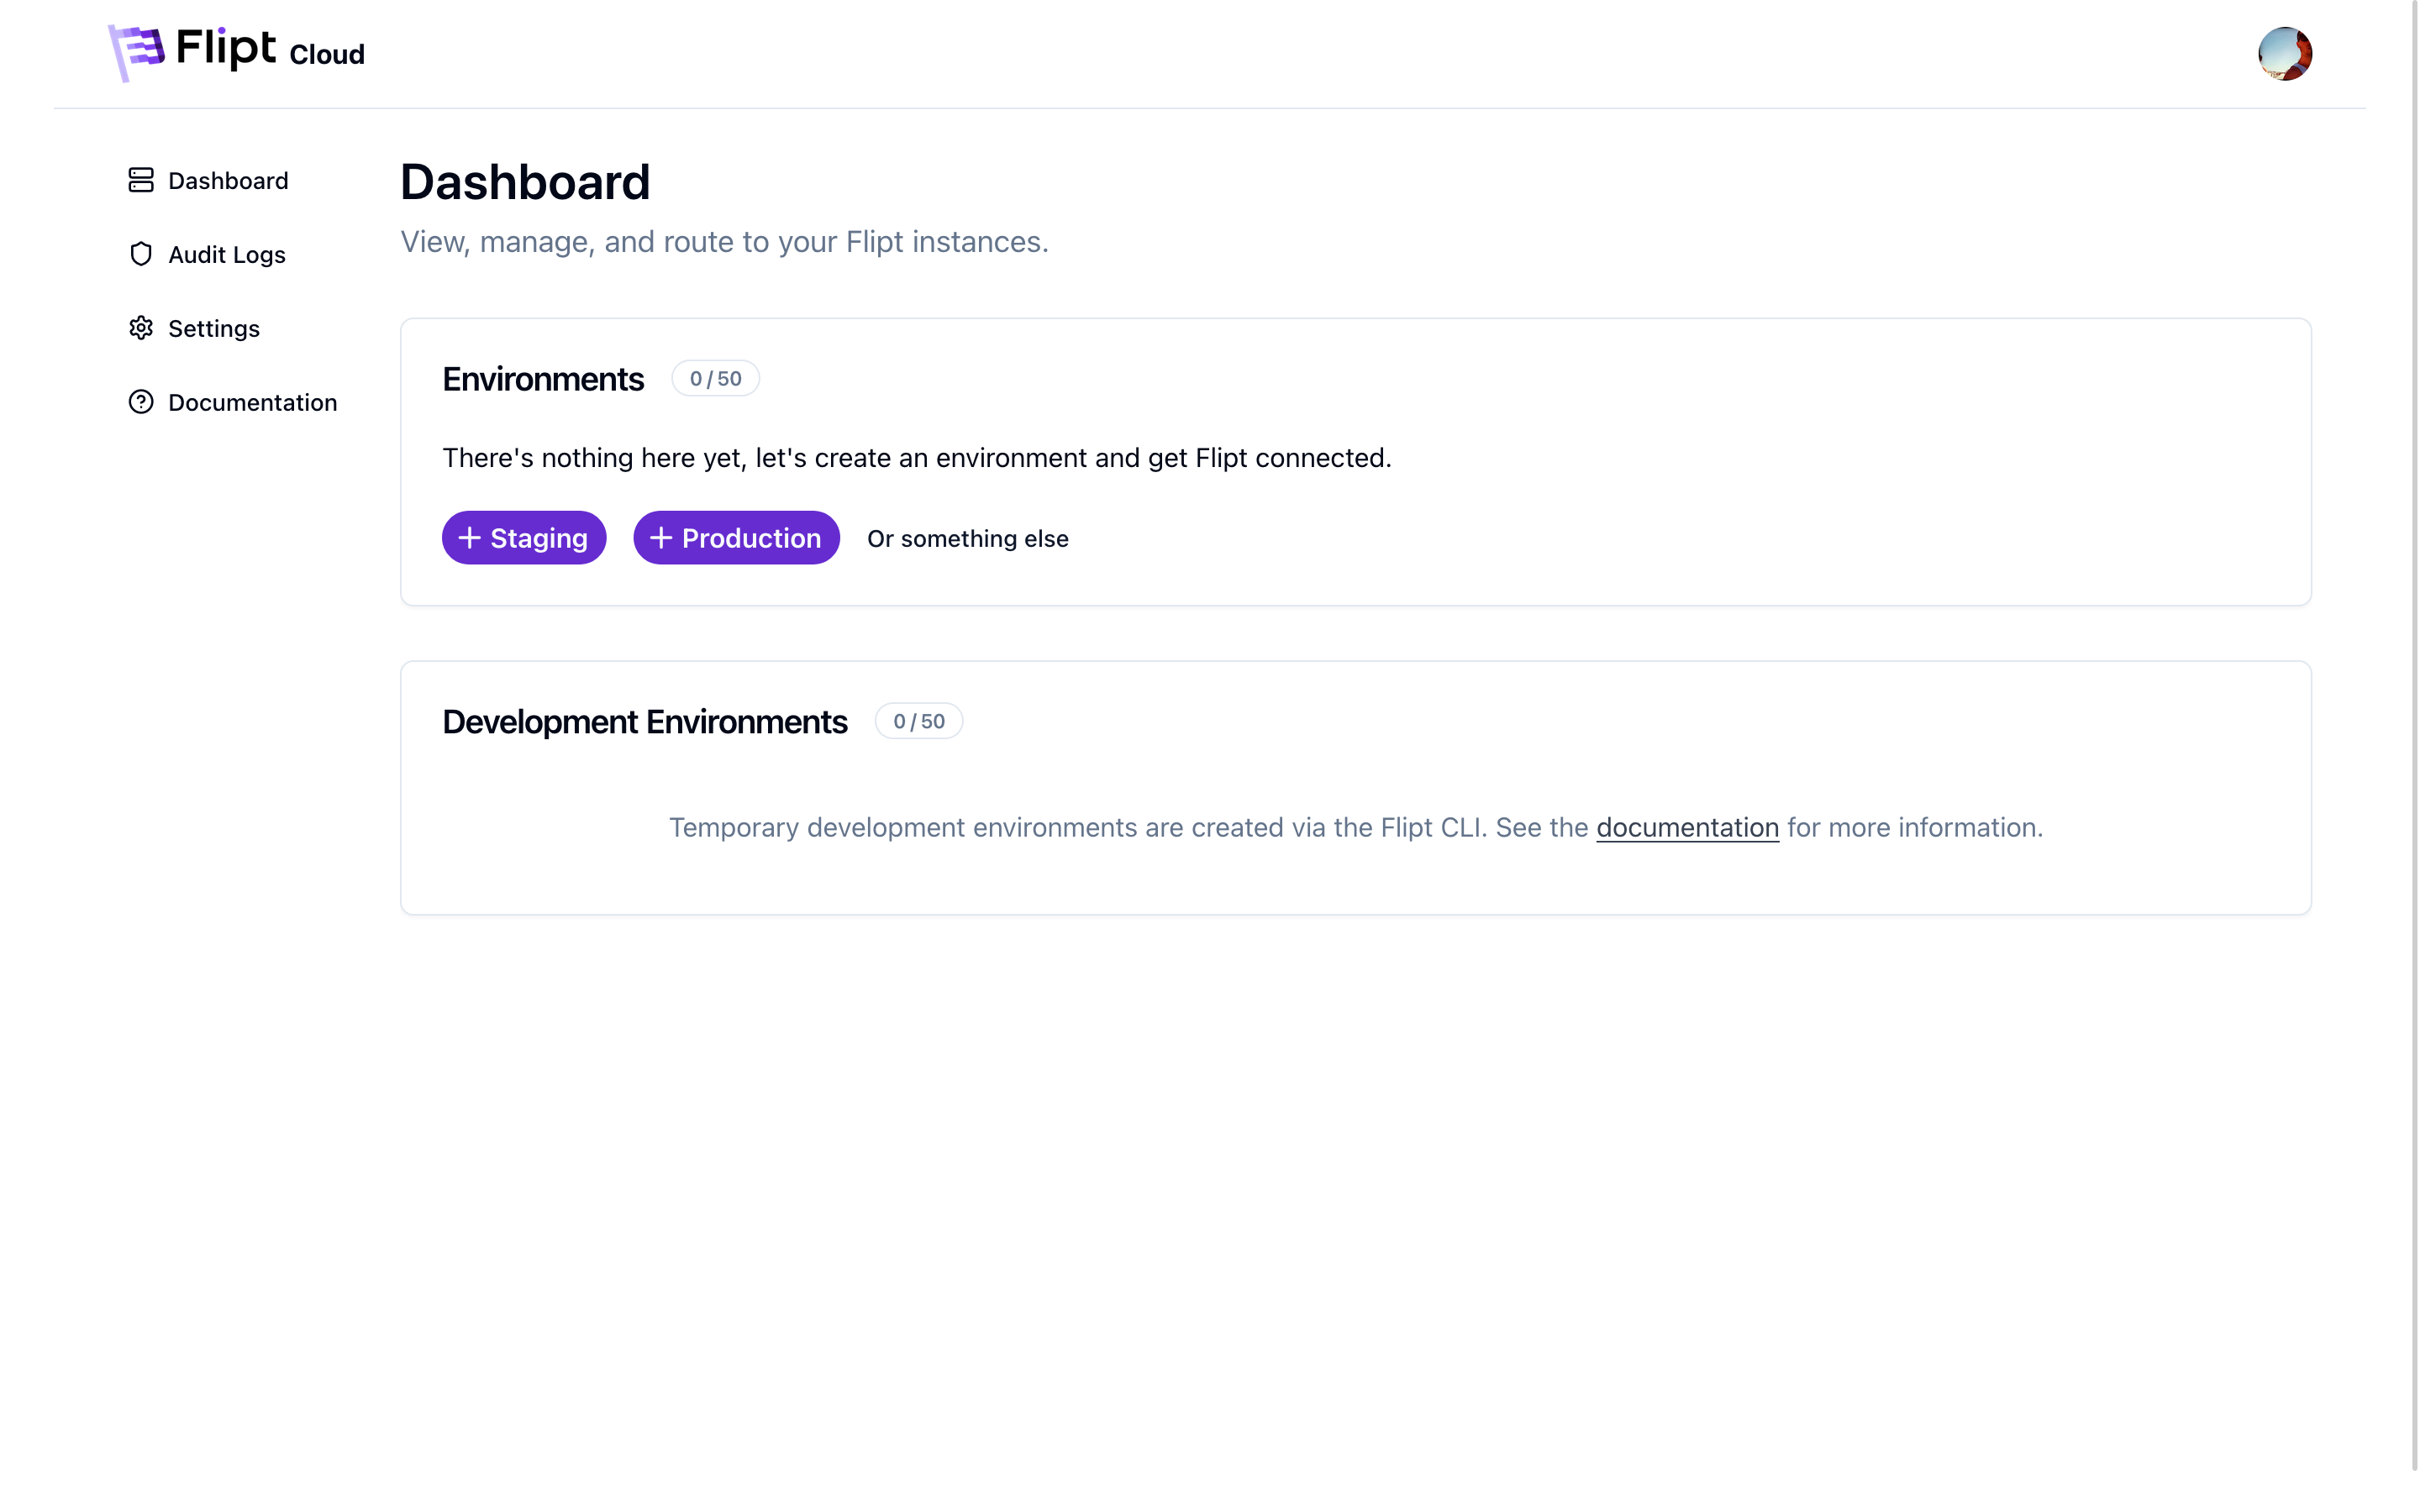 Flipt Cloud
Dashboard
Audit Logs
Settings
Documentation
Dashboard
View, manage, and route to your Flipt instances.
Environments 0 / 50
There's nothing here yet, let's create an environment and get Flipt connected.
+ Staging + Production Or something else
Development Environments 0 / 50
Temporary development environments are created via the Flipt CLI. See the documentation for more information.